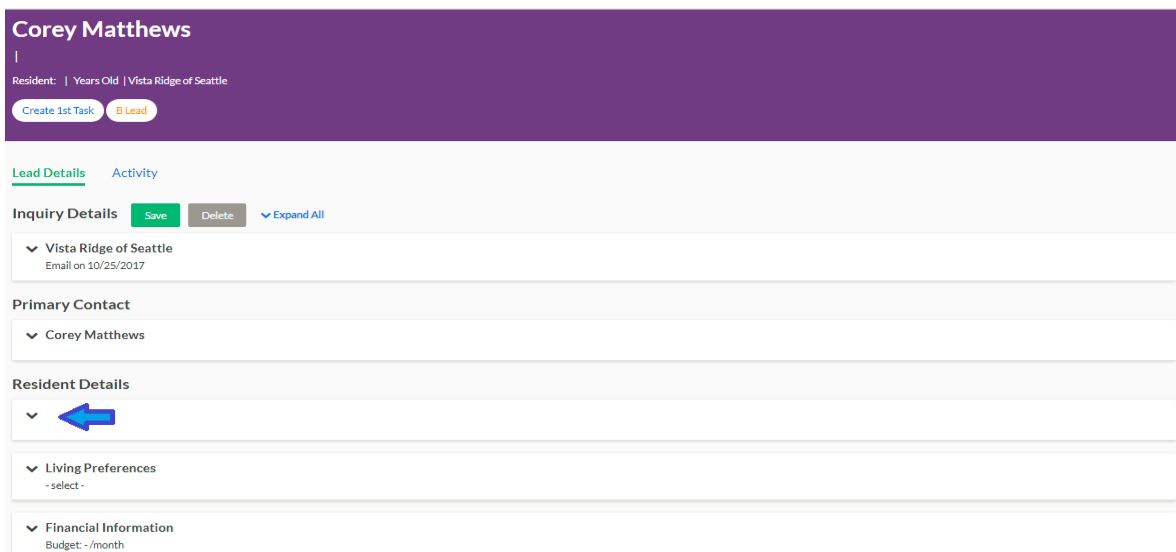 Corey Matthews
|
Resident: | Years Old | Vista Ridge of Seattle
Create 1st Task B Lead
Lead Details Activity
Inquiry Details Save Delete Expand All
Vista Ridge of Seattle
Email on 10/25/2017
Primary Contact
Corey Matthews
Resident Details
Living Preferences
- select -
Financial Information
Budget: - /month